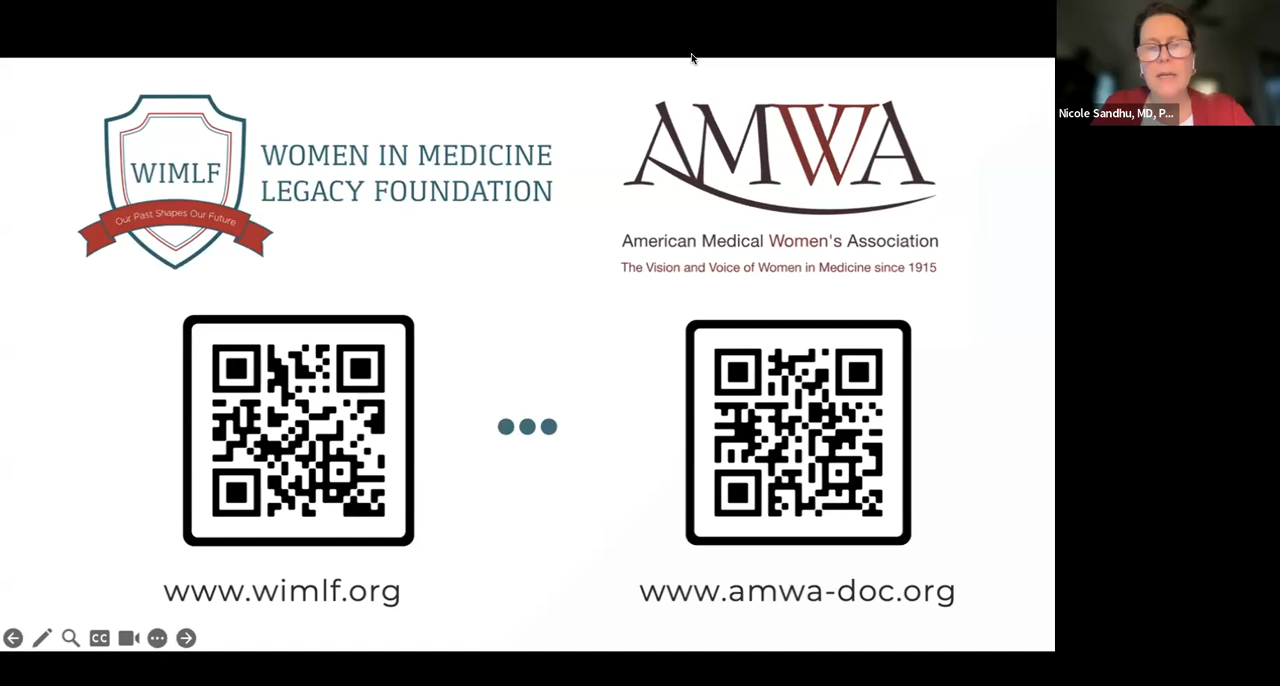 WIMLF
Our Past Shapes Our Future
WOMEN IN MEDICINE
LEGACY FOUNDATION
AMWA
American Medical Women's Association
The Vision and Voice of Women in Medicine since 1915
Nicole Sandhu, MD, P...
www.wimlf.org
www.amwa-doc.org
CC